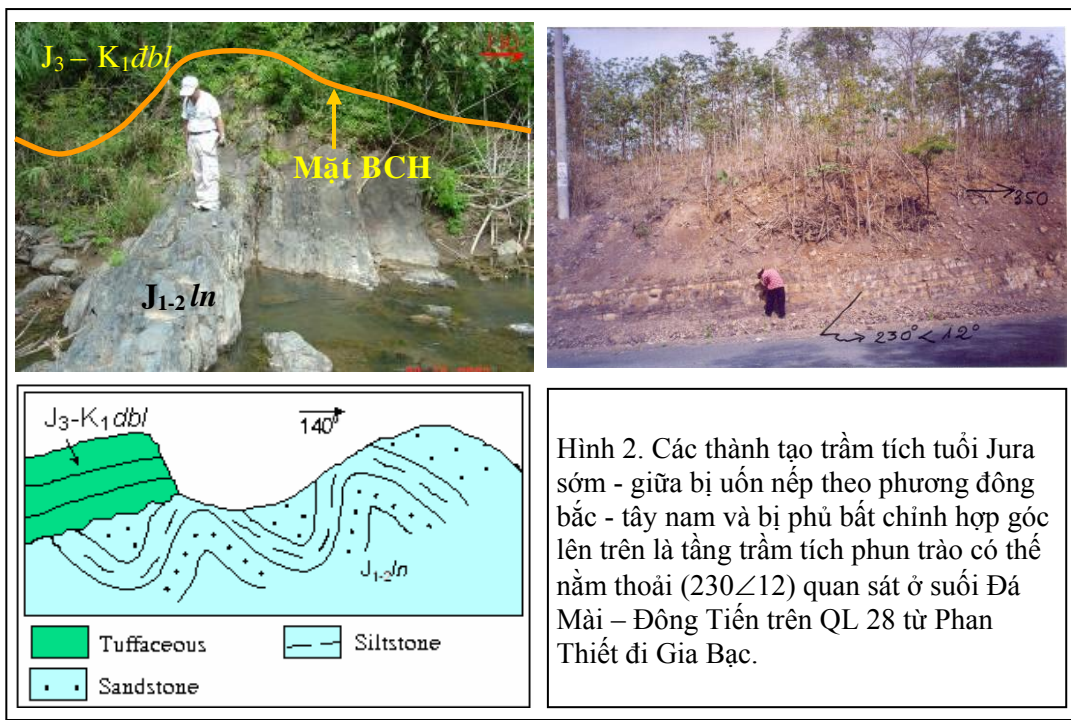 J₃ – K₁đbl
Mặt BCH
J₁₋₂ ln
350
230° < 12°
J₃-K₁dbl
140⁰
J₁₋₂ln
Tuffaceous
Siltstone
Sandstone
Hình 2. Các thành tạo trầm tích tuổi Jura
sớm - giữa bị uốn nếp theo phương đông
bắc - tây nam và bị phủ bất chỉnh hợp góc
lên trên là tầng trầm tích phun trào có thế
nằm thoải (230∠12) quan sát ở suối Đá
Mài – Đông Tiến trên QL 28 từ Phan
Thiết đi Gia Bạc.